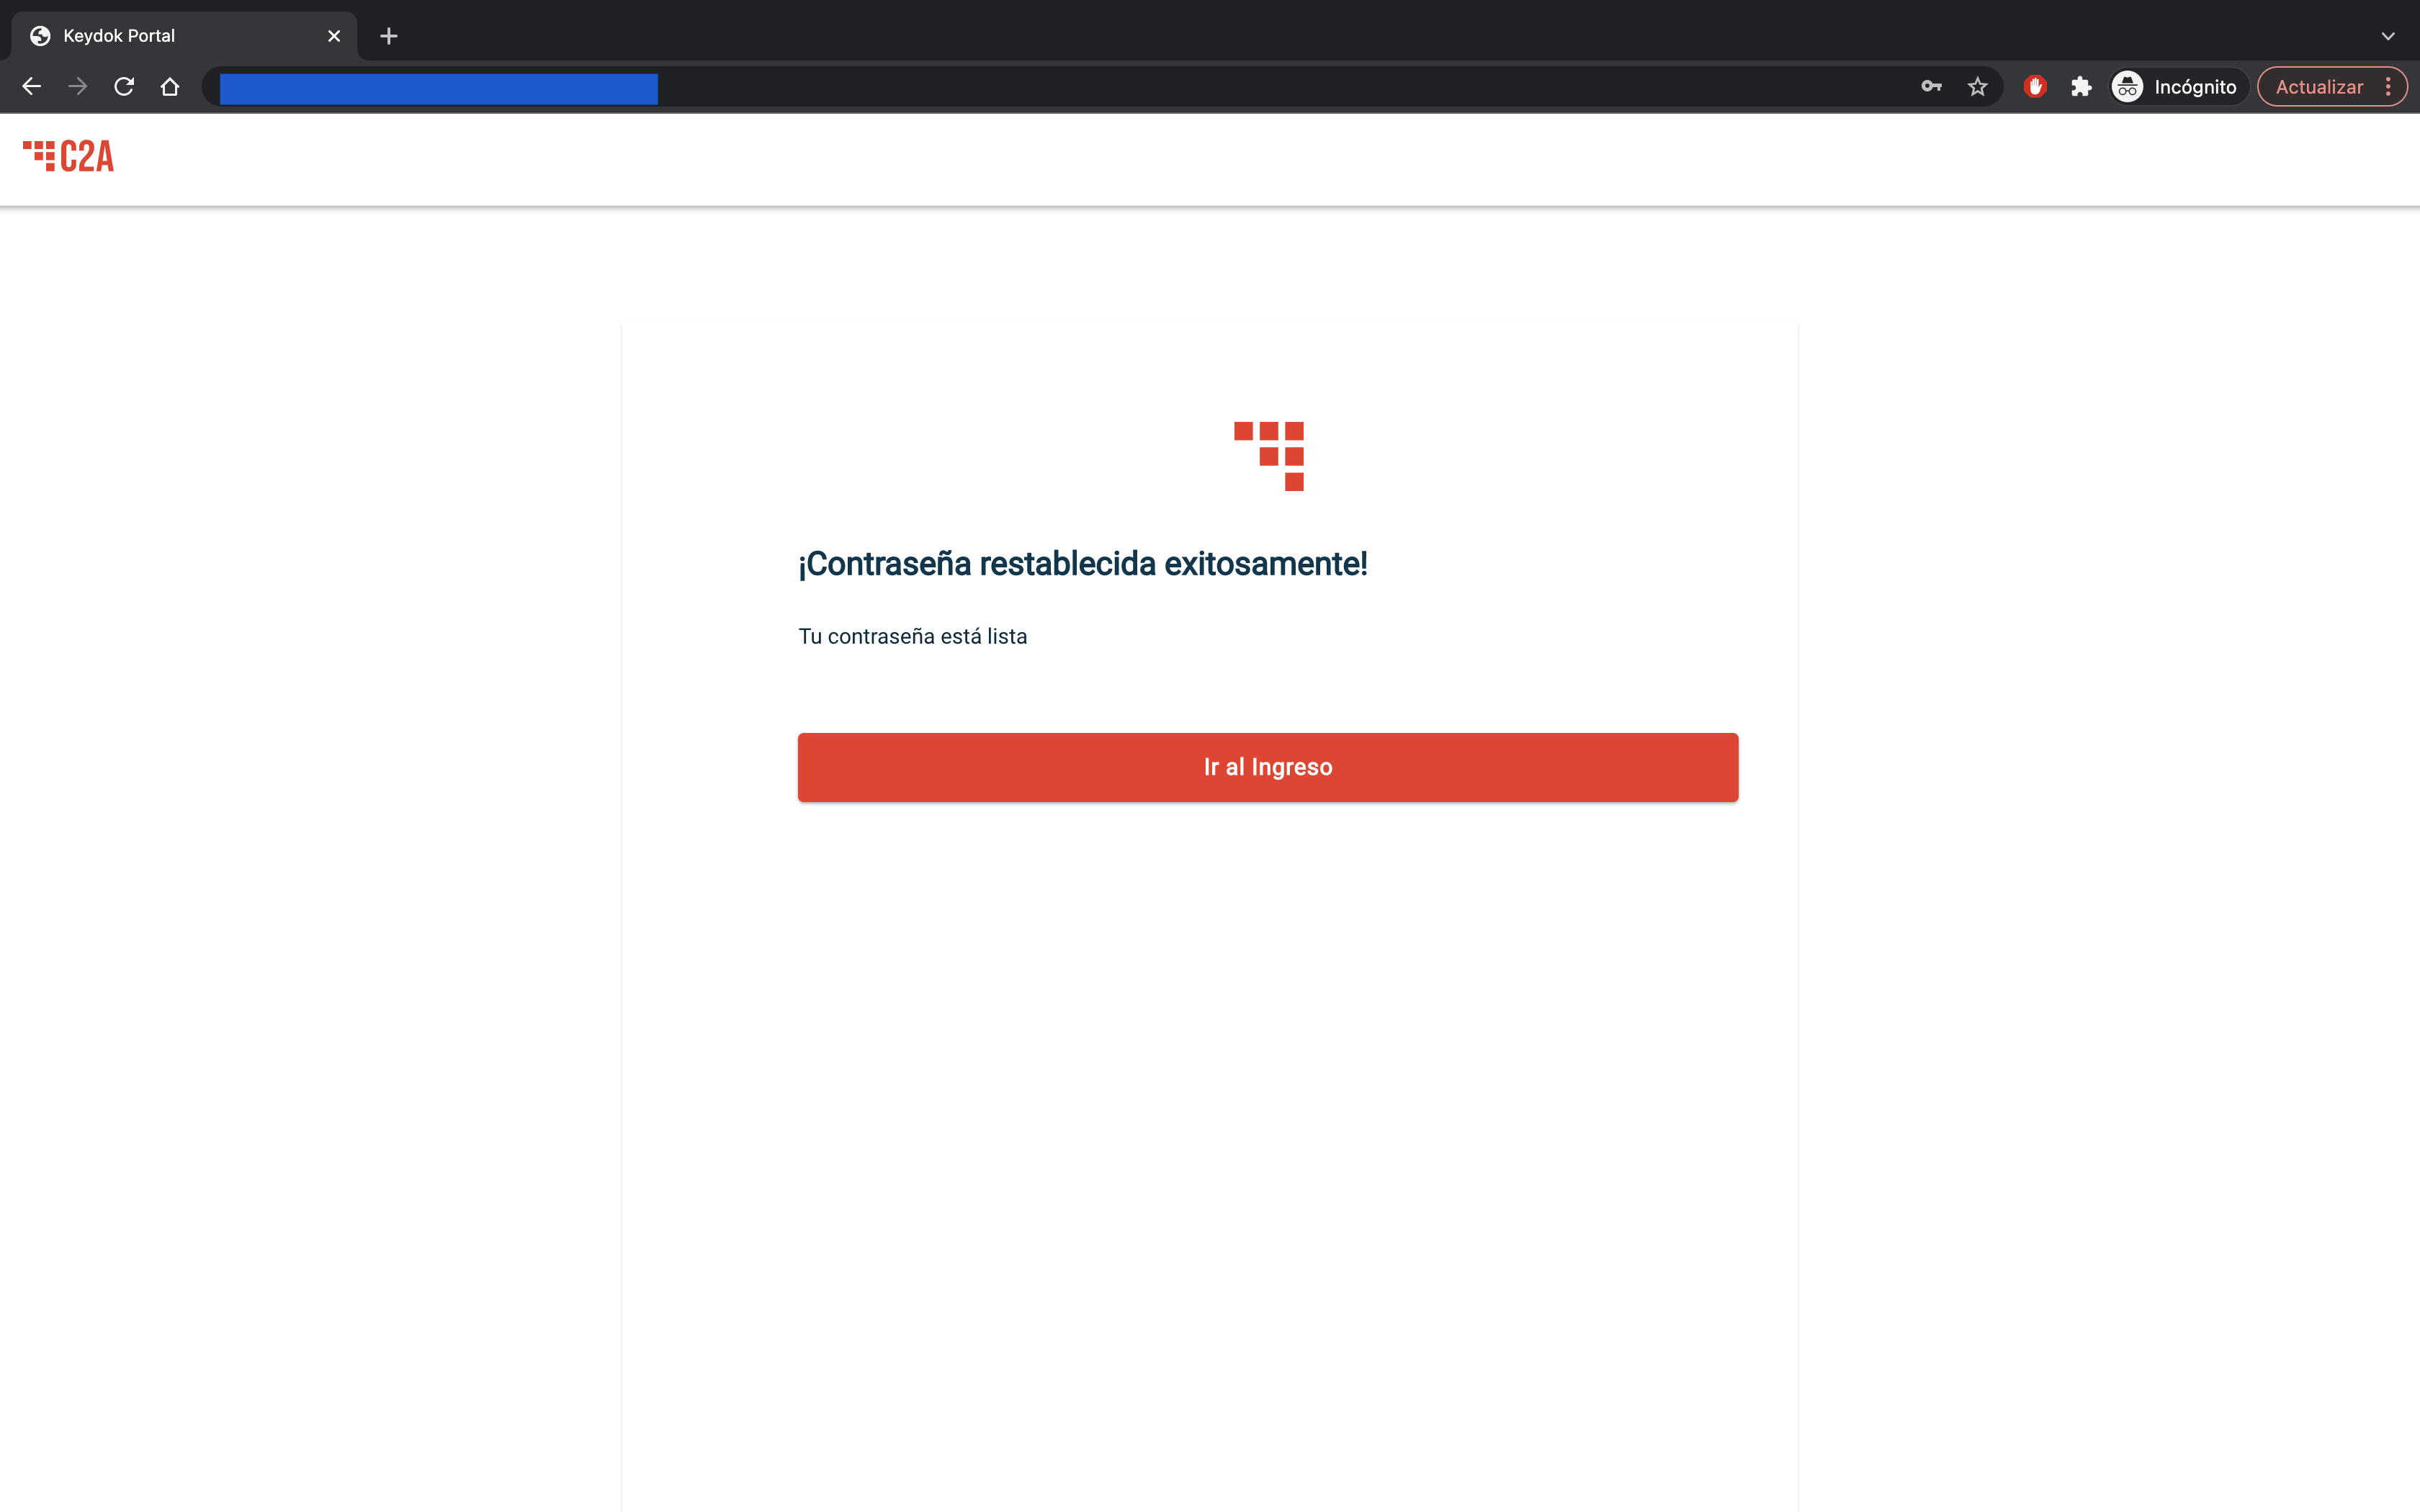 Keydok Portal
Incógnito
Actualizar
C2A
¡Contraseña restablecida exitosamente!
Tu contraseña está lista
Ir al Ingreso